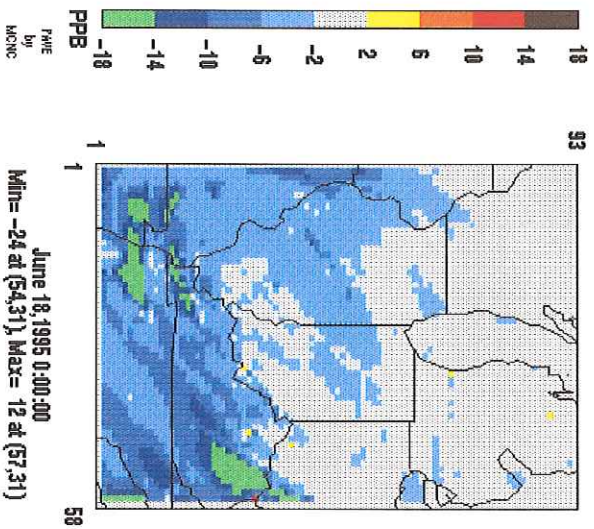 18
14
10
6
2
-2
-6
-10
-14
-18
PPB
PAVE
by
MCNC
93
1
1
58
June 18,1995 0:00:00
Min= -24 at (54,31), Max= 12 at (57,31)